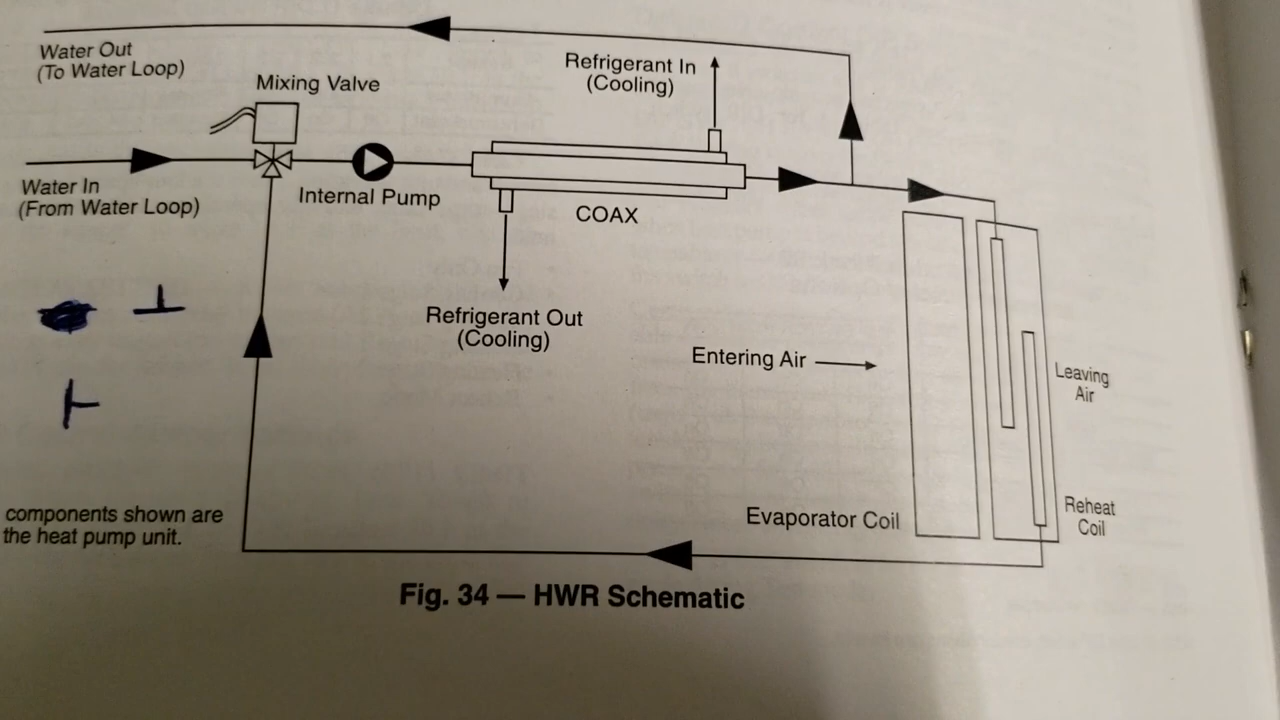 Water Out
(To Water Loop)
Mixing Valve
Refrigerant In
(Cooling)
Water In
(From Water Loop)
Internal Pump
COAX
Refrigerant Out
(Cooling)
Entering Air
Leaving
Air
Evaporator Coil
Reheat
Coil
components shown are
the heat pump unit.
Fig. 34 — HWR Schematic